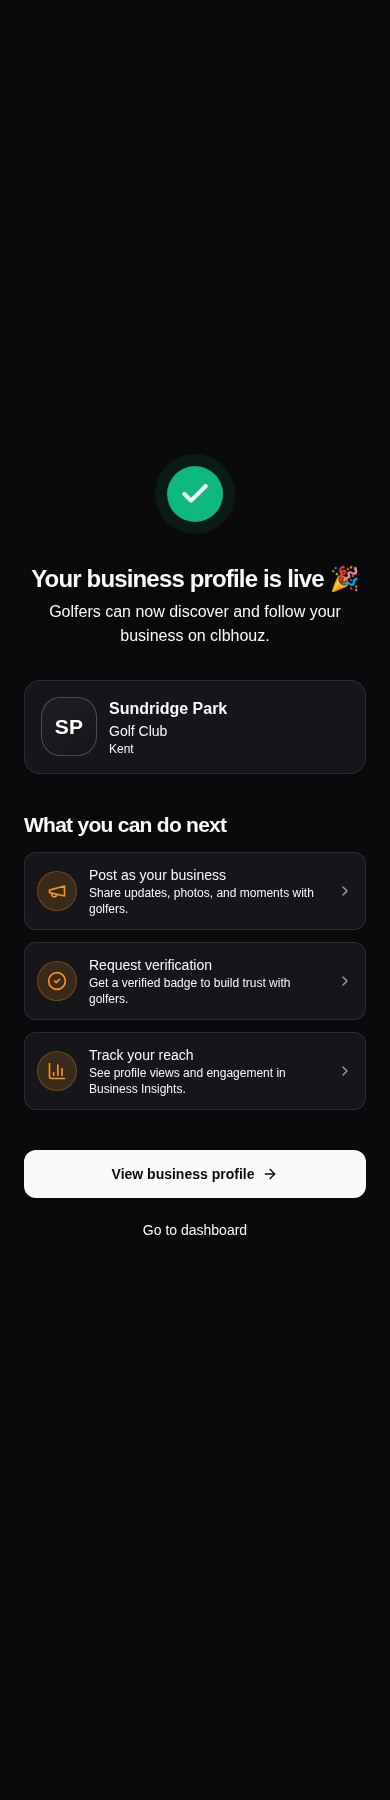 Your business profile is live 🎉
Golfers can now discover and follow your
business on clbhouz.
SP
Sundridge Park
Golf Club
Kent
What you can do next
Post as your business
Share updates, photos, and moments with
golfers.
Request verification
Get a verified badge to build trust with
golfers.
Track your reach
See profile views and engagement in
Business Insights.
View business profile →
Go to dashboard